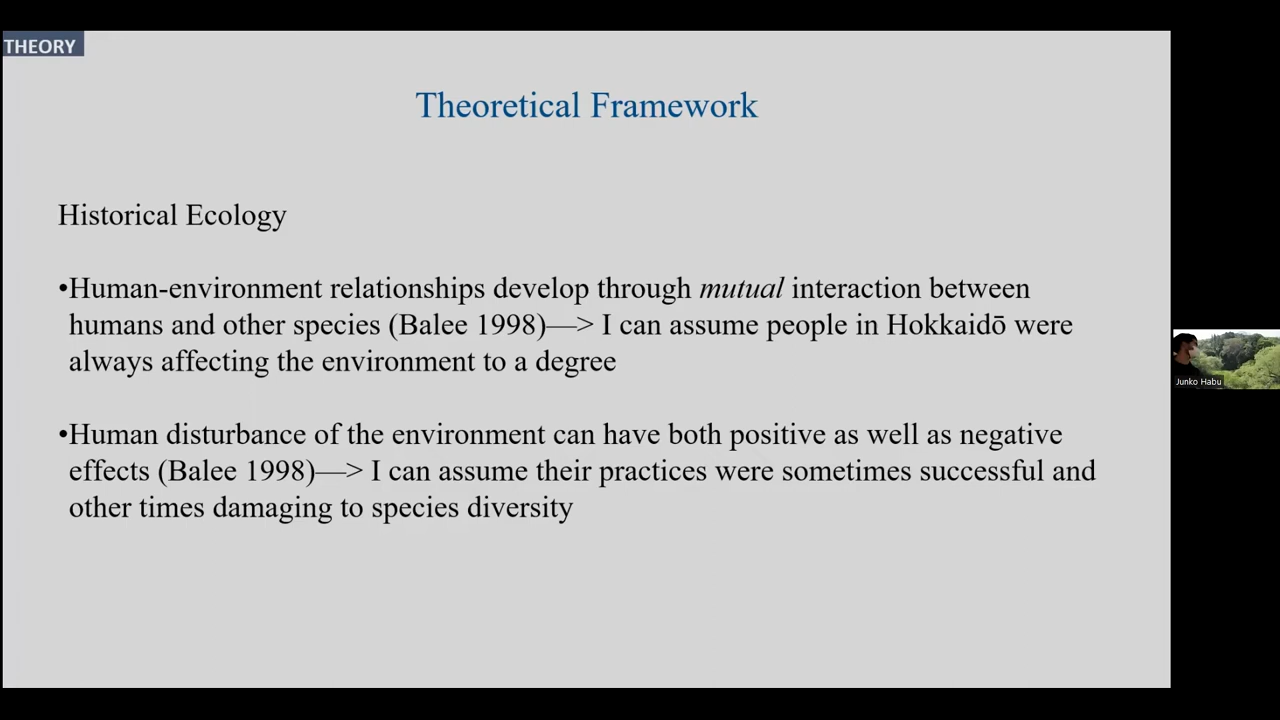 THEORY
Theoretical Framework
Historical Ecology
•Human-environment relationships develop through mutual interaction between
humans and other species (Balee 1998)—> I can assume people in Hokkaidō were
always affecting the environment to a degree
•Human disturbance of the environment can have both positive as well as negative
effects (Balee 1998)—> I can assume their practices were sometimes successful and
other times damaging to species diversity
Junko Habu